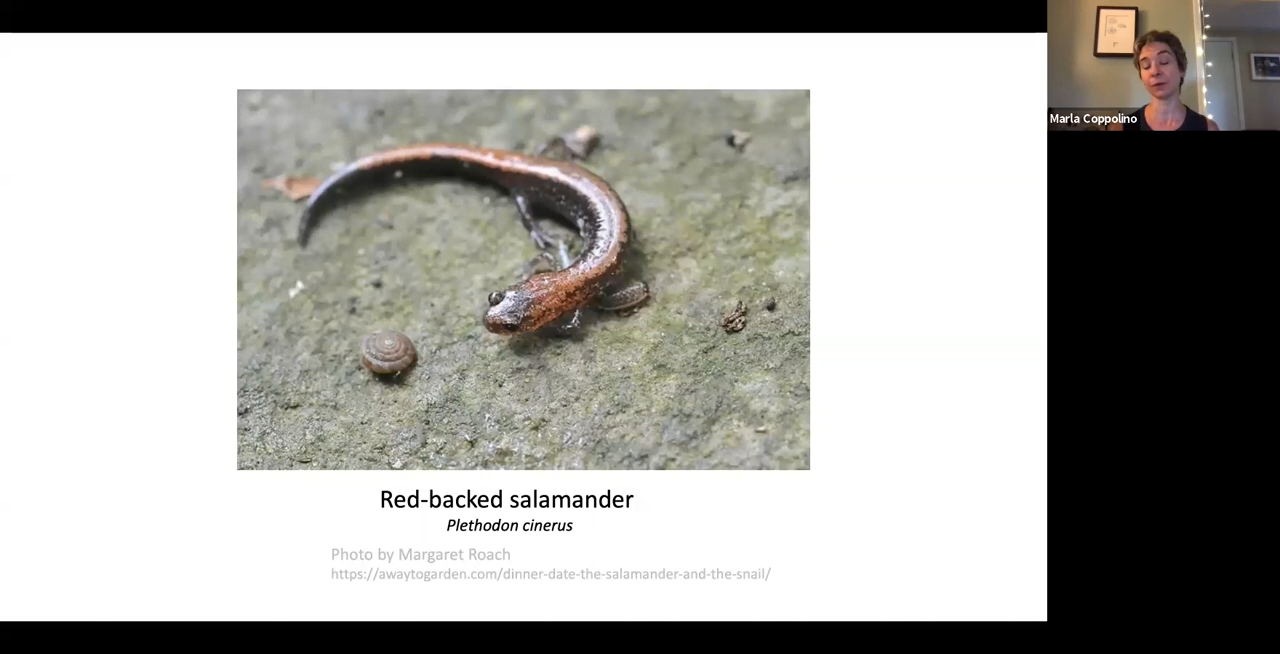 Marla Coppolino
Red-backed salamander
Plethodon cinerus
Photo by Margaret Roach
https://awaytogarden.com/dinner-date-the-salamander-and-the-snail/